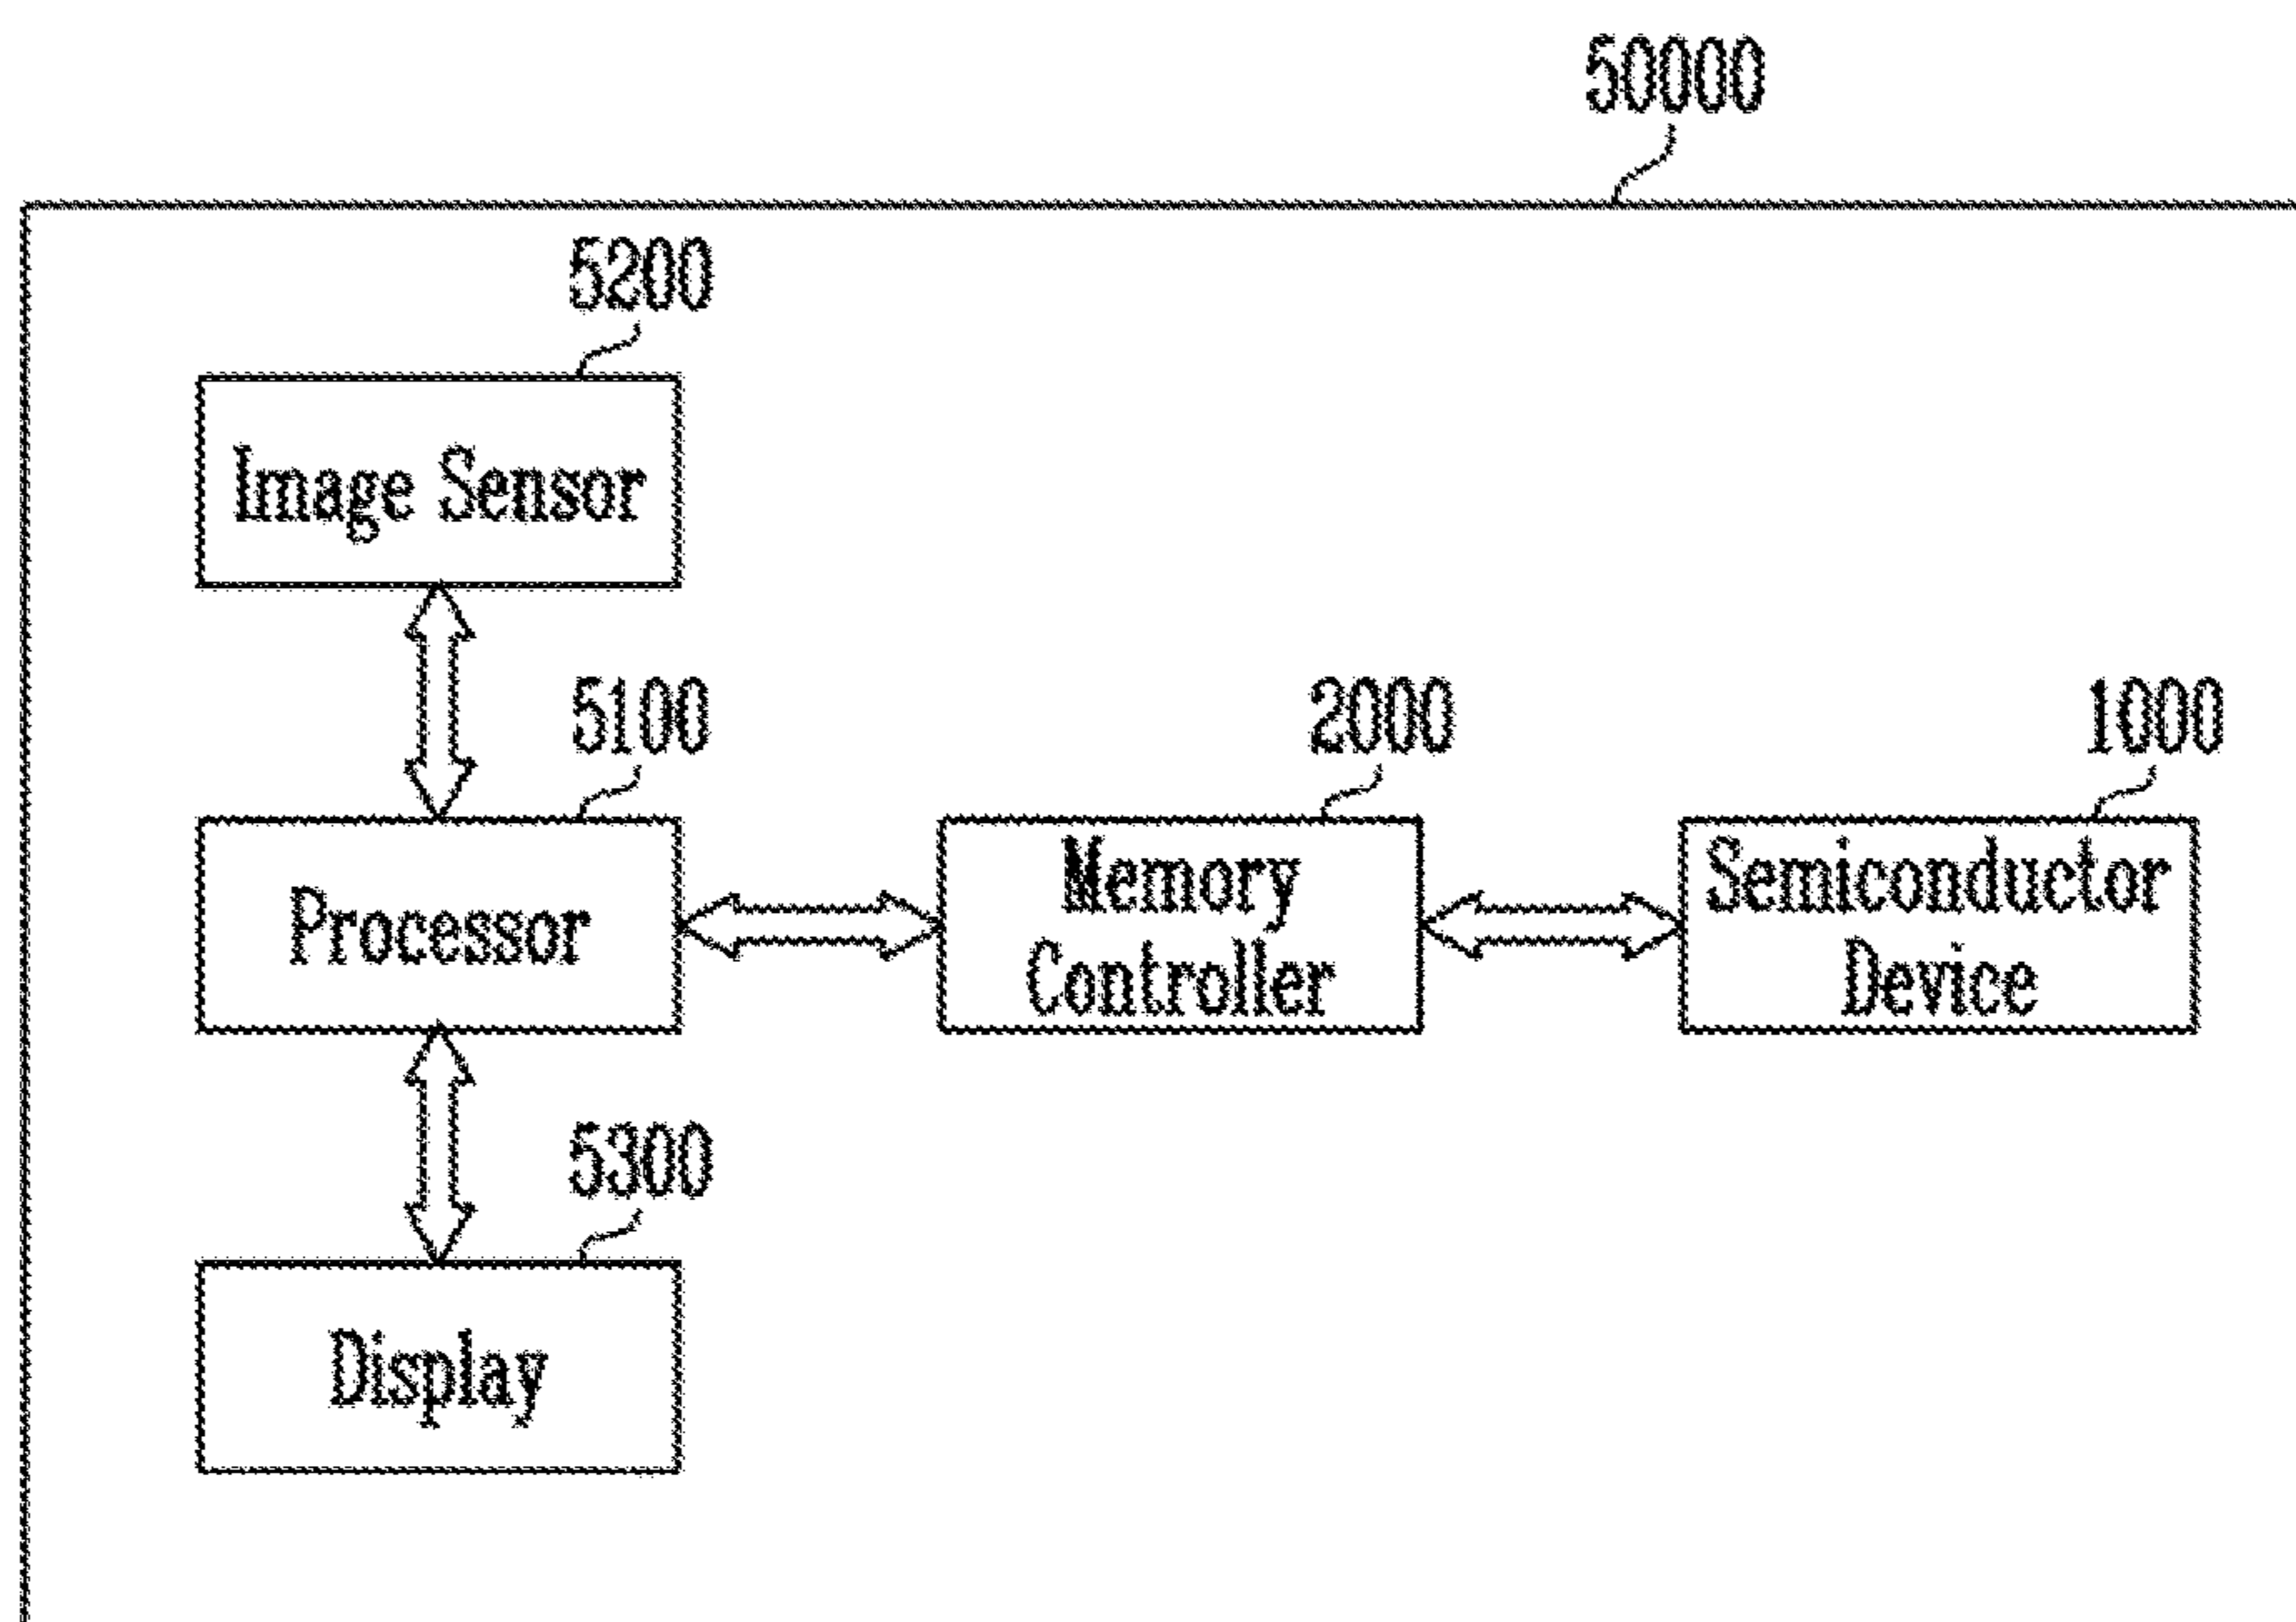 50000
5200
Image Sensor
5100
2000
1000
Processor
Memory
Controller
Semiconductor
Device
5300
Display